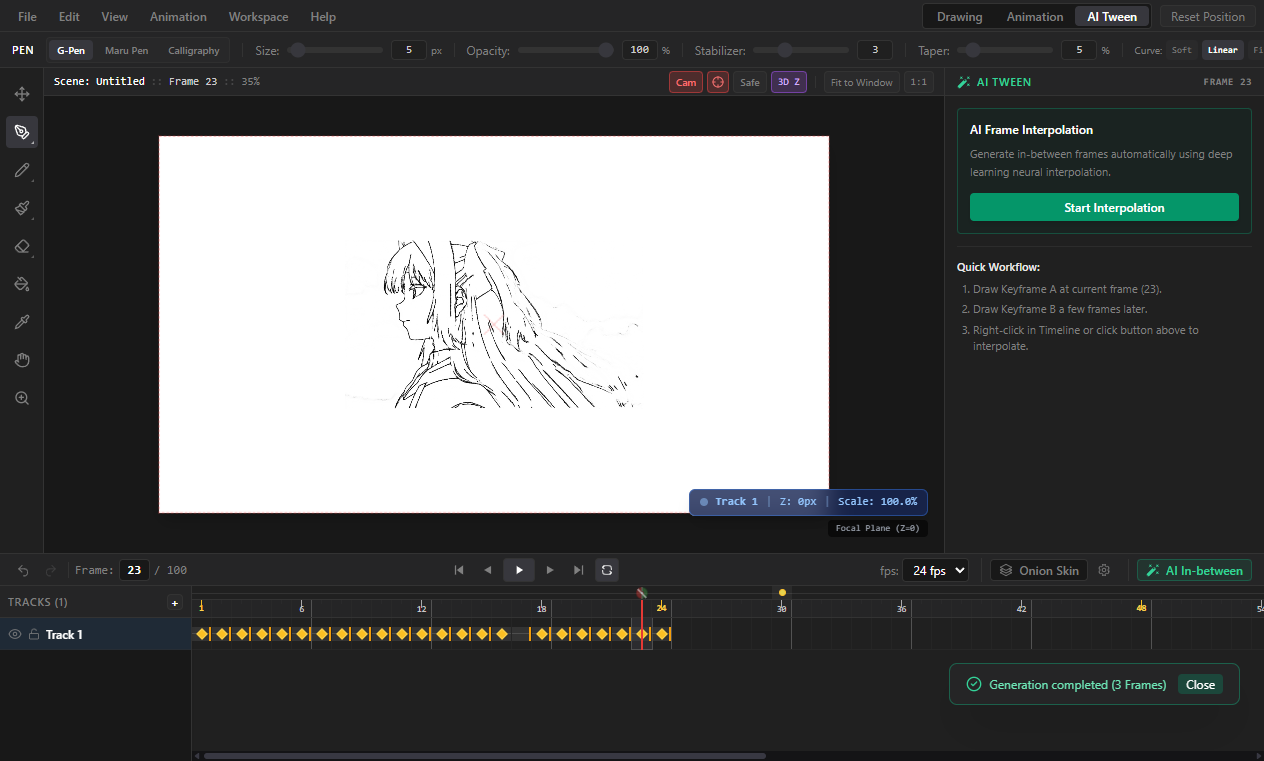 File Edit View Animation Workspace Help Drawing Animation AI Tween Reset Position
PEN G-Pen Maru Pen Calligraphy Size: 5 px Opacity: 100 % Stabilizer: 3 Taper: 5 % Curve: Soft Linear Fi
Scene: Untitled :: Frame 23 :: 35% Cam Safe 3D Z Fit to Window 1:1
AI TWEEN FRAME 23
AI Frame Interpolation
Generate in-between frames automatically using deep
learning neural interpolation.
Start Interpolation
Quick Workflow:
1. Draw Keyframe A at current frame (23).
2. Draw Keyframe B a few frames later.
3. Right-click in Timeline or click button above to
interpolate.
Track 1 | Z: 0px | Scale: 100.0%
Focal Plane (Z=0)
Frame: 23 / 100 fps: 24 fps Onion Skin AI In-between
TRACKS (1) + 1 6 12 18 24 30 36 42 48 54
Track 1
Generation completed (3 Frames) Close